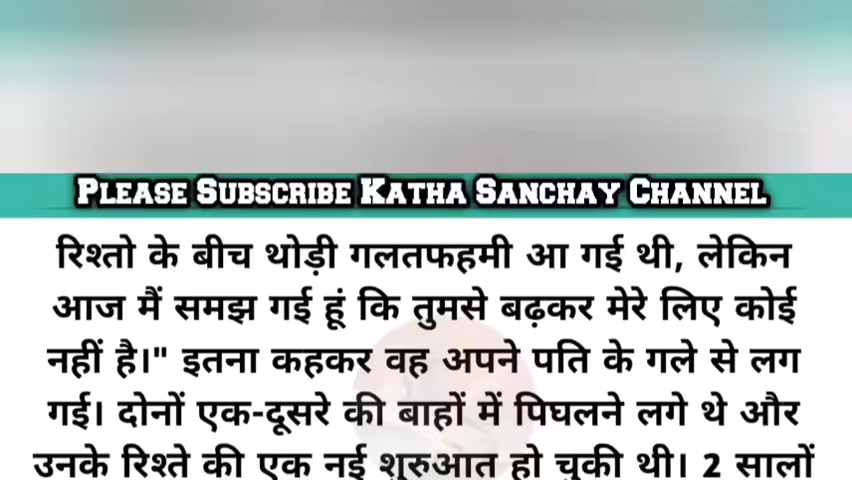 PLEASE SUBSCRIBE KATHA SANCHAY CHANNEL
रिश्तो के बीच थोड़ी गलतफहमी आ गई थी, लेकिन
आज मैं समझ गई हूं कि तुमसे बढ़कर मेरे लिए कोई
नहीं है।" इतना कहकर वह अपने पति के गले से लग
गई। दोनों एक-दूसरे की बाहों में पिघलने लगे थे और
उनके रिश्ते की एक नई शुरुआत हो चुकी थी। 2 सालों